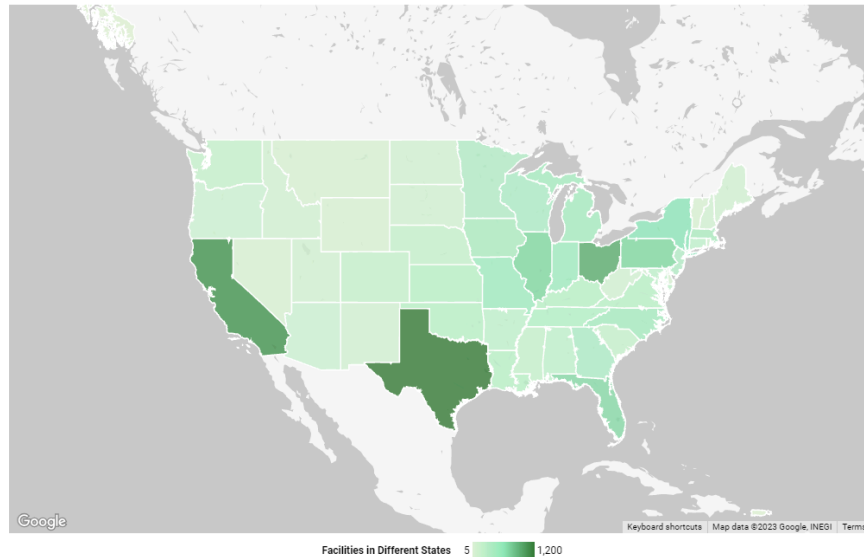 Google
Keyboard shortcuts
Map data ©2023 Google, INEGI
Terms
Facilities in Different States 5 1,200